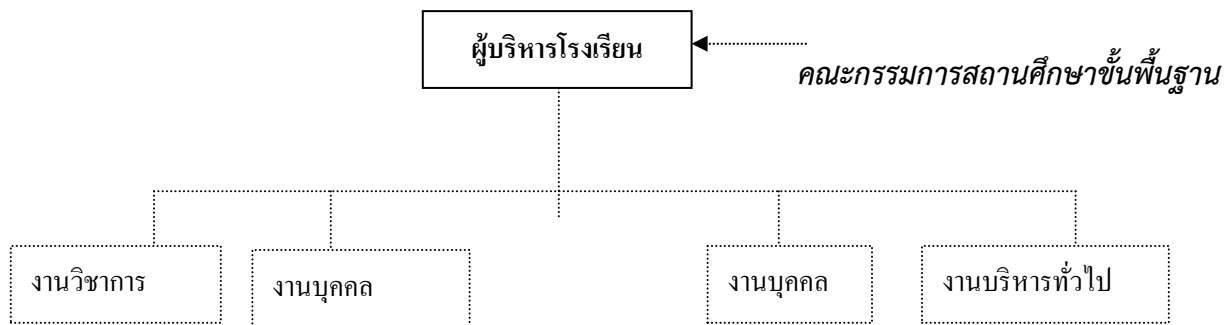 ผู้บริหารโรงเรียน
คณะกรรมการสถานศึกษาขั้นพื้นฐาน
งานวิชาการ
งานบุคคล
งานบุคคล
งานบริหารทั่วไป